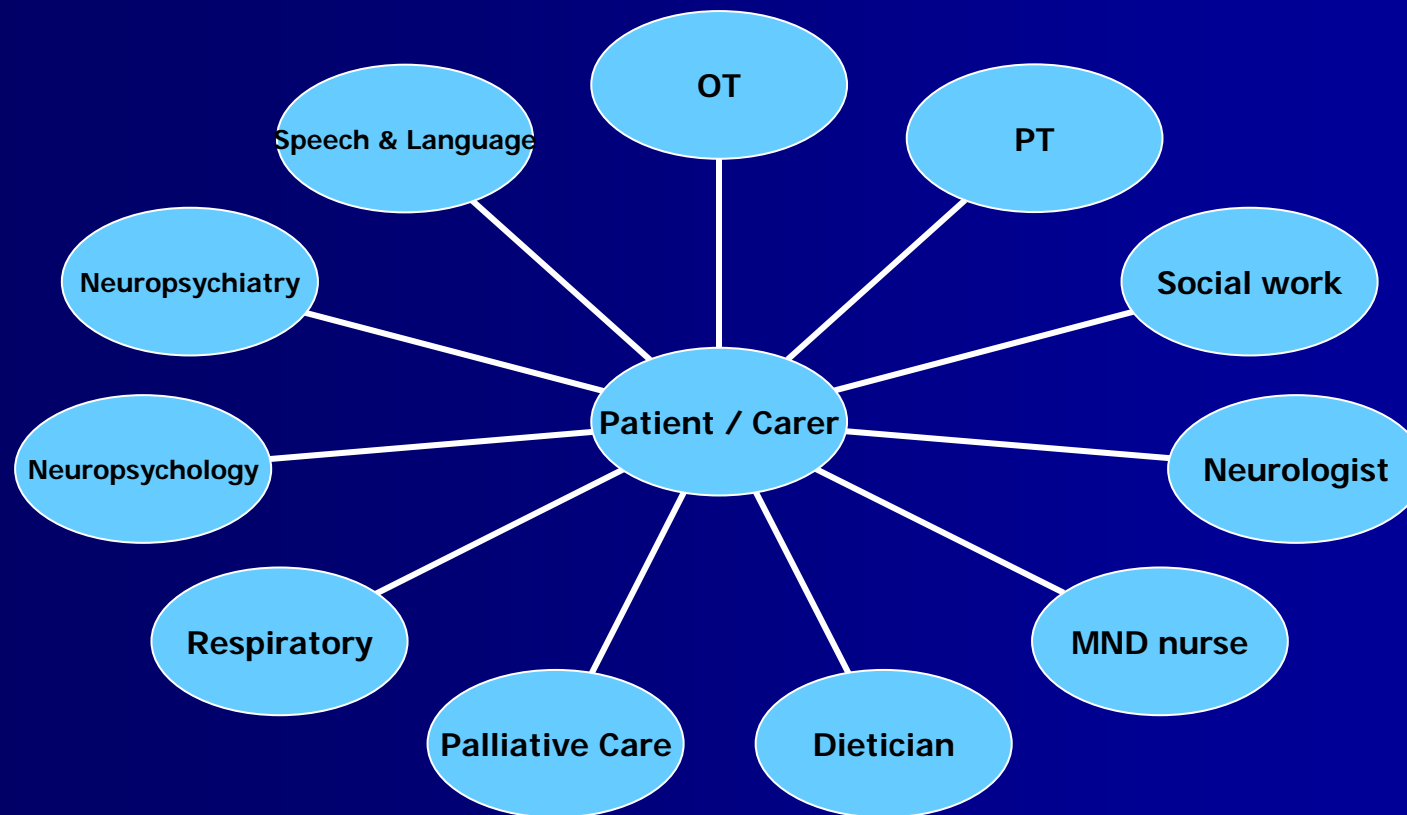 OT
Speech & Language
PT
Neuropsychiatry
Social work
Patient / Carer
Neuropsychology
Neurologist
Respiratory
MND nurse
Palliative Care
Dietician